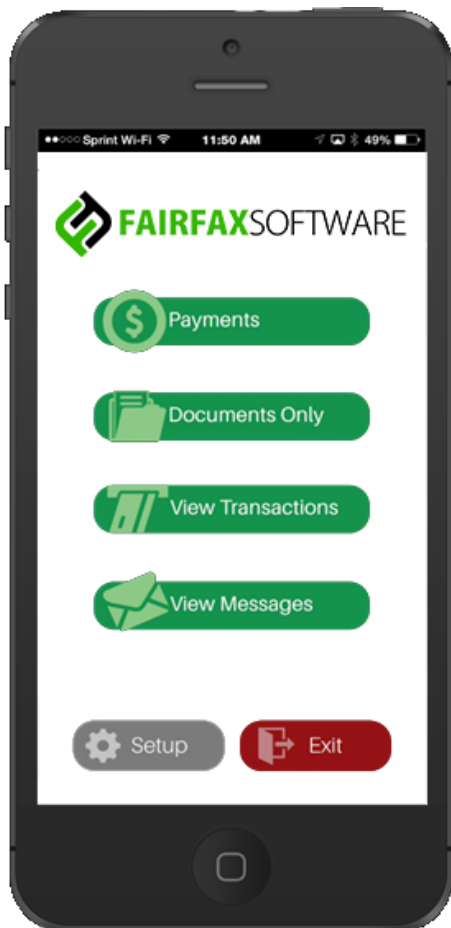 Sprint Wi-Fi 11:50 AM 49%
FAIRFAXSOFTWARE
$ Payments
Documents Only
View Transactions
View Messages
Setup Exit